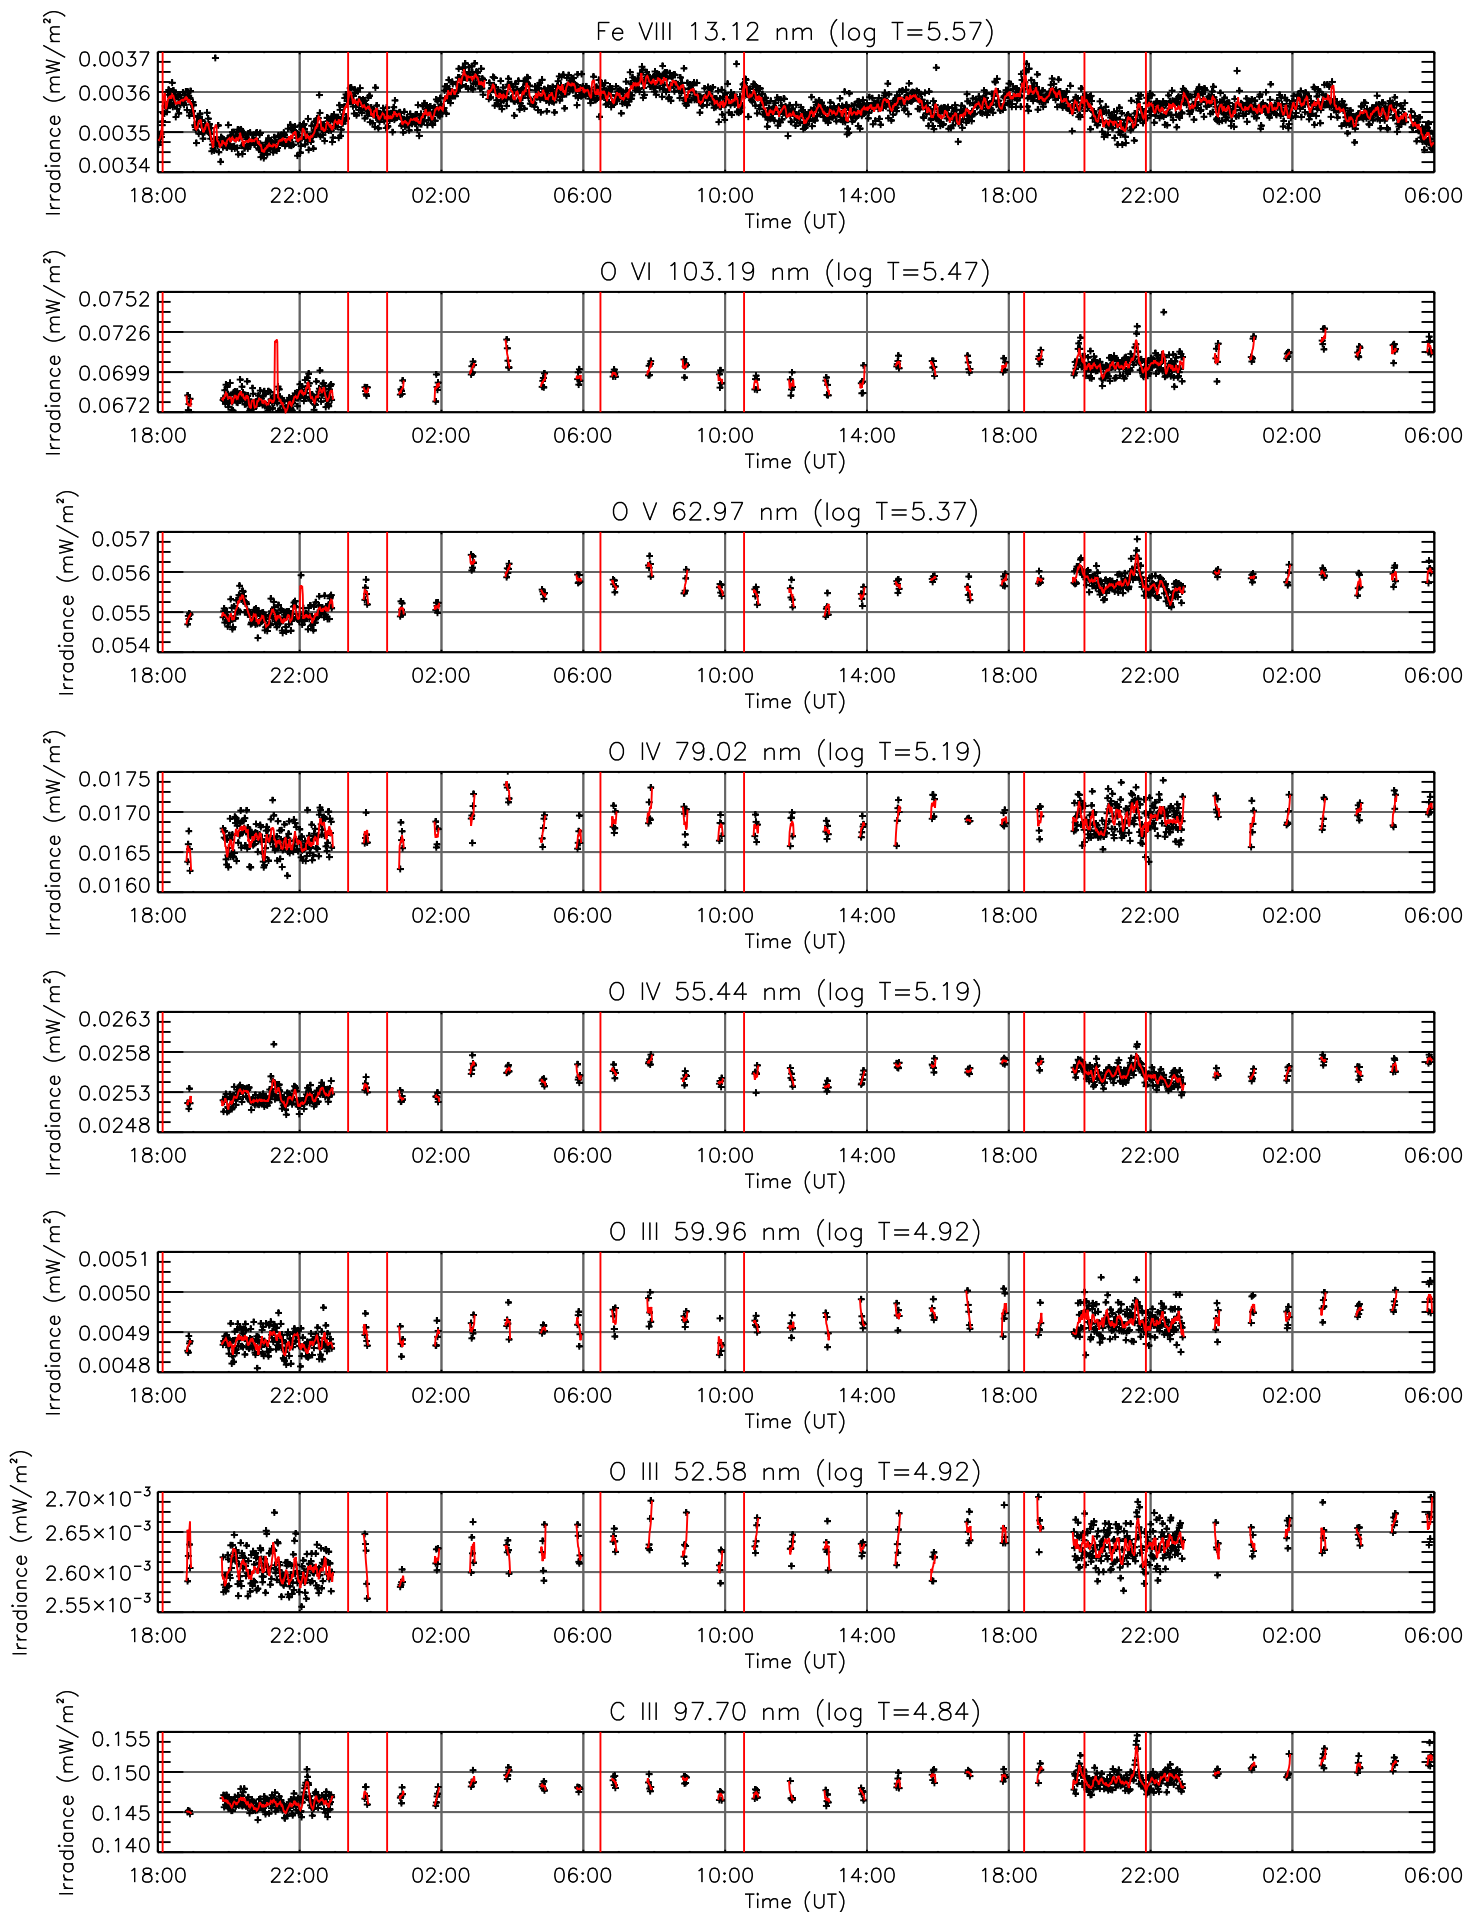 Fe VIII 13.12 nm (log T=5.57)
Irradiance (mW/m²)
0.0037
0.0036
0.0035
0.0034
18:00 22:00 02:00 06:00 10:00 14:00 18:00 22:00 02:00 06:00
Time (UT)
O VI 103.19 nm (log T=5.47)
Irradiance (mW/m²)
0.0752
0.0726
0.0699
0.0672
18:00 22:00 02:00 06:00 10:00 14:00 18:00 22:00 02:00 06:00
Time (UT)
O V 62.97 nm (log T=5.37)
Irradiance (mW/m²)
0.057
0.056
0.055
0.054
18:00 22:00 02:00 06:00 10:00 14:00 18:00 22:00 02:00 06:00
Time (UT)
O IV 79.02 nm (log T=5.19)
Irradiance (mW/m²)
0.0175
0.0170
0.0165
0.0160
18:00 22:00 02:00 06:00 10:00 14:00 18:00 22:00 02:00 06:00
Time (UT)
O IV 55.44 nm (log T=5.19)
Irradiance (mW/m²)
0.0263
0.0258
0.0253
0.0248
18:00 22:00 02:00 06:00 10:00 14:00 18:00 22:00 02:00 06:00
Time (UT)
O III 59.96 nm (log T=4.92)
Irradiance (mW/m²)
0.0051
0.0050
0.0049
0.0048
18:00 22:00 02:00 06:00 10:00 14:00 18:00 22:00 02:00 06:00
Time (UT)
O III 52.58 nm (log T=4.92)
Irradiance (mW/m²)
2.70×10⁻³
2.65×10⁻³
2.60×10⁻³
2.55×10⁻³
18:00 22:00 02:00 06:00 10:00 14:00 18:00 22:00 02:00 06:00
Time (UT)
C III 97.70 nm (log T=4.84)
Irradiance (mW/m²)
0.155
0.150
0.145
0.140
18:00 22:00 02:00 06:00 10:00 14:00 18:00 22:00 02:00 06:00
Time (UT)